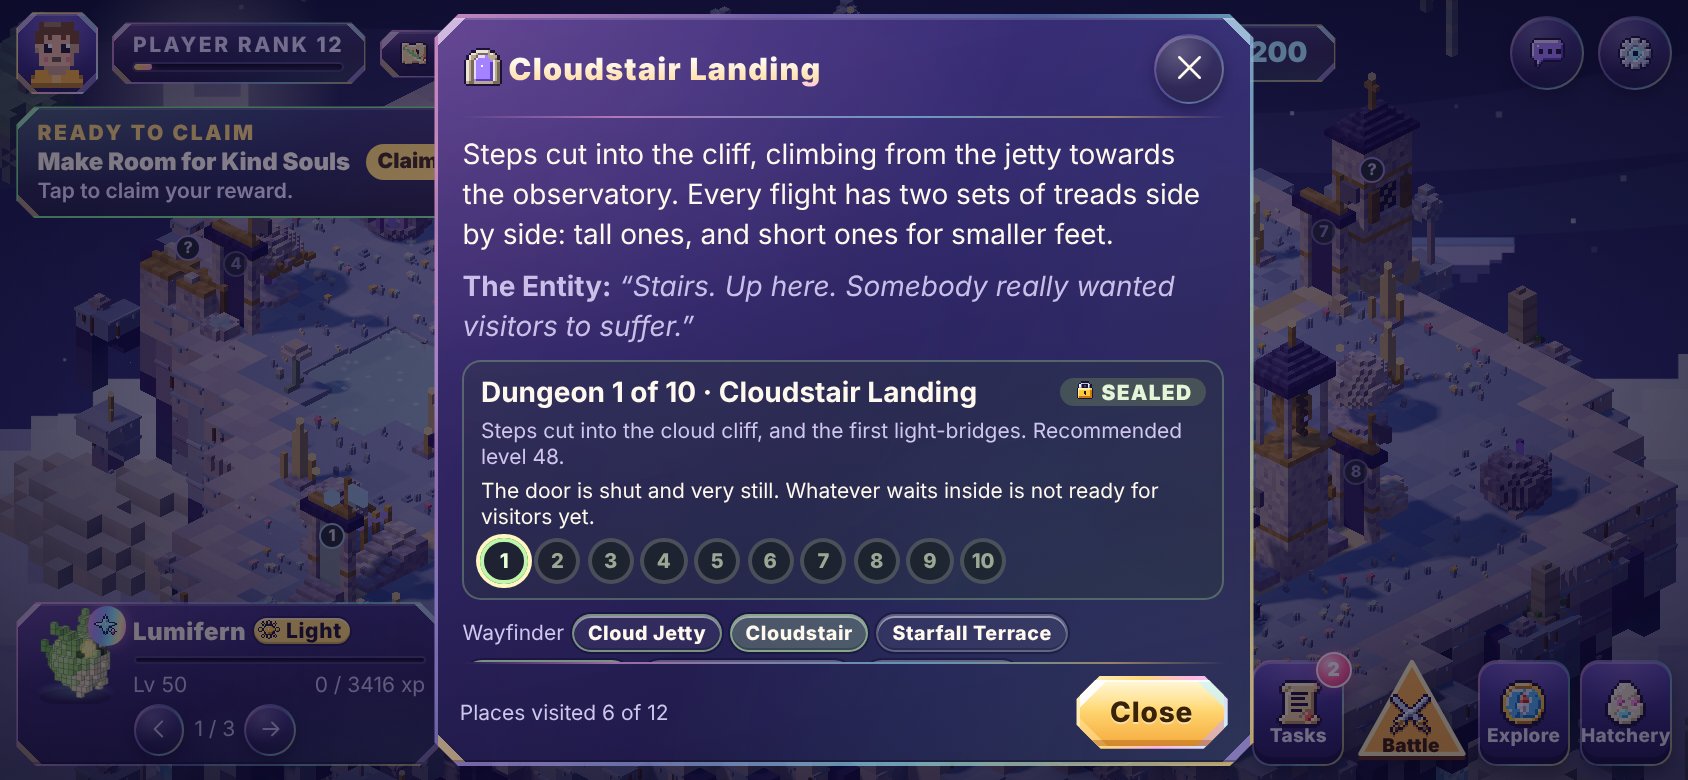 PLAYER RANK 12
200
READY TO CLAIM
Make Room for Kind Souls
Claim
Tap to claim your reward.
Cloudstair Landing
Steps cut into the cliff, climbing from the jetty towards
the observatory. Every flight has two sets of treads side
by side: tall ones, and short ones for smaller feet.
The Entity: “Stairs. Up here. Somebody really wanted
visitors to suffer.”
Dungeon 1 of 10 · Cloudstair Landing
SEALED
Steps cut into the cloud cliff, and the first light-bridges. Recommended
level 48.
The door is shut and very still. Whatever waits inside is not ready for
visitors yet.
1 2 3 4 5 6 7 8 9 10
Wayfinder Cloud Jetty Cloudstair Starfall Terrace
Places visited 6 of 12
Close
?
4
1
?
7
8
Lumifern Light
Lv 50 0 / 3416 xp
1 / 3
2
Tasks
Battle
Explore
Hatchery